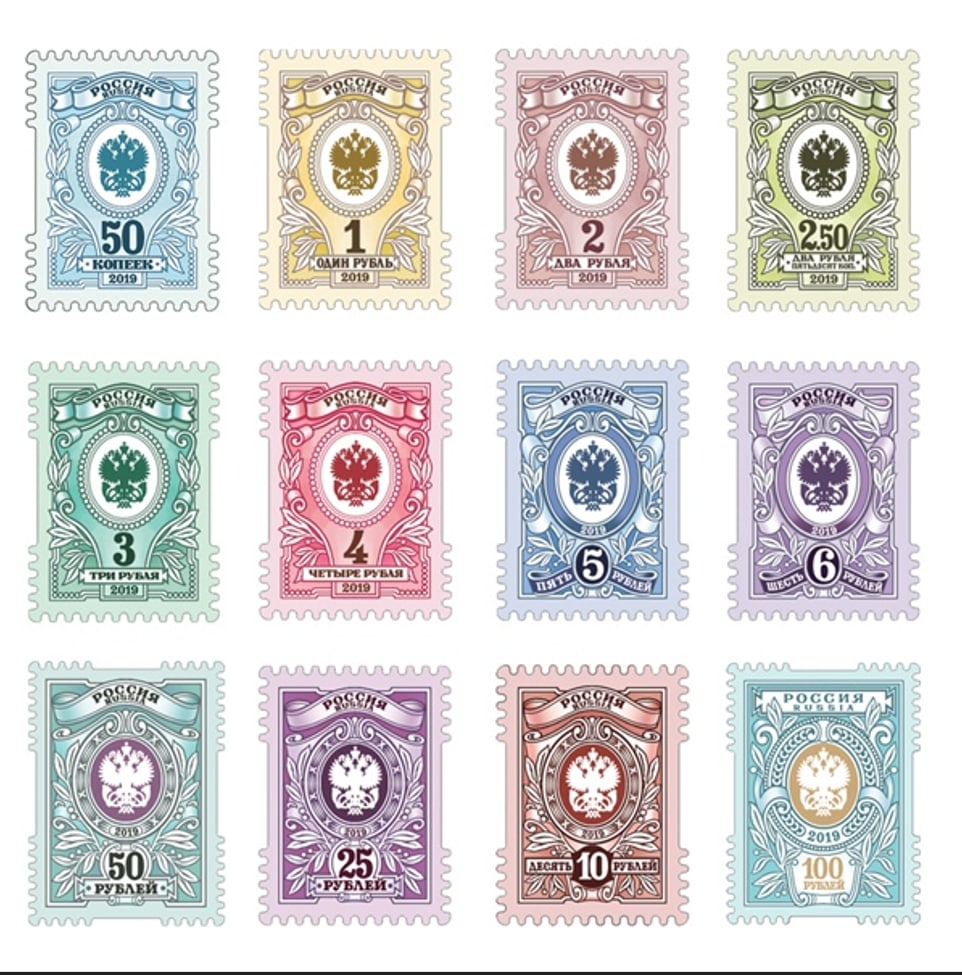 РОССИЯ
RUSSIA
50
КОПЕЕК
2019
РОССИЯ
RUSSIA
1
ОДИН РУБЛЬ
2019
РОССИЯ
RUSSIA
2
ДВА РУБЛЯ
2019
РОССИЯ
RUSSIA
2.50
ДВА РУБЛЯ
ПЯТЬДЕСЯТ КОП.
2019
РОССИЯ
RUSSIA
3
ТРИ РУБЛЯ
2019
РОССИЯ
RUSSIA
4
ЧЕТЫРЕ РУБЛЯ
2019
РОССИЯ
RUSSIA
2019
ПЯТЬ 5 РУБЛЕЙ
РОССИЯ
RUSSIA
2019
ШЕСТЬ 6 РУБЛЕЙ
РОССИЯ
RUSSIA
2019
50
РУБЛЕЙ
РОССИЯ
RUSSIA
2019
25
РУБЛЕЙ
РОССИЯ
RUSSIA
2019
ДЕСЯТЬ 10 РУБЛЕЙ
РОССИЯ
RUSSIA
2019
100
РУБЛЕЙ